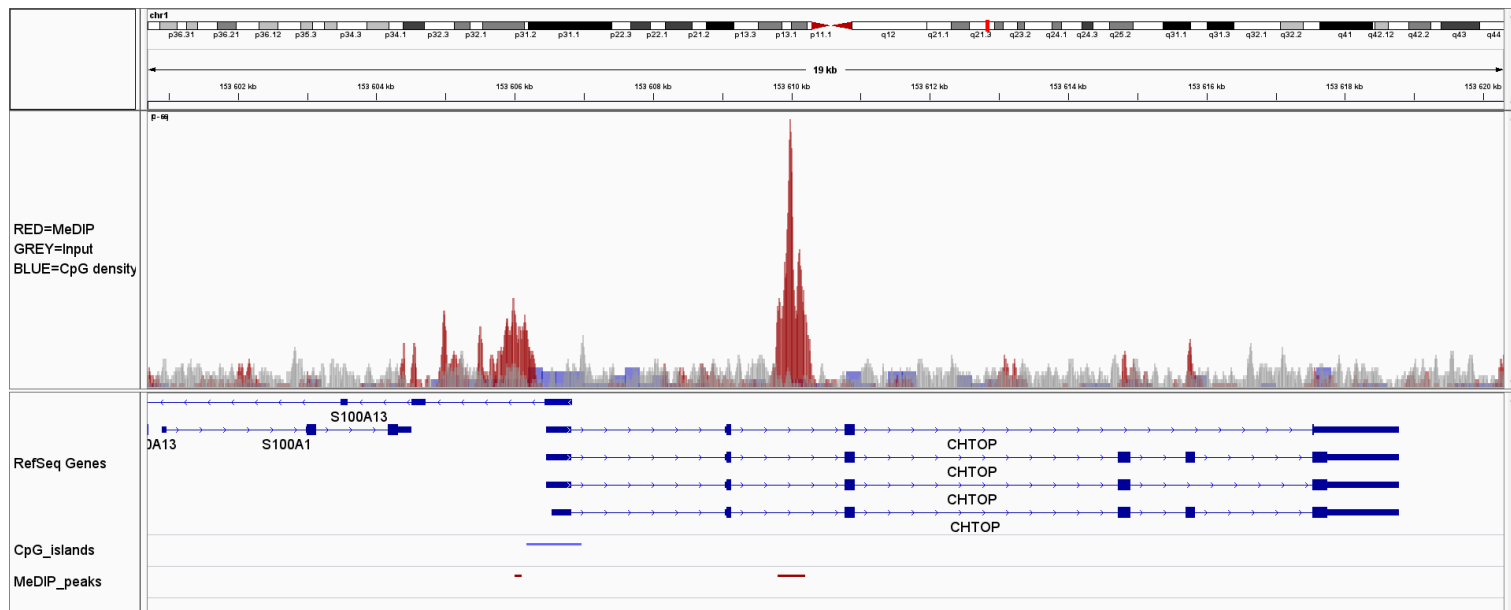 chr1
p36.31 p36.21 p36.12 p35.3 p34.3 p34.1 p32.3 p32.1 p31.2 p31.1 p22.3 p22.1 p21.2 p13.3 p13.1 p11.1 q12 q21.1 q21.3 q23.2 q24.1 q24.3 q25.2 q31.1 q31.3 q32.1 q32.2 q41 q42.12 q42.2 q43 q44
19 kb
153 602 kb 153 604 kb 153 606 kb 153 608 kb 153 610 kb 153 612 kb 153 614 kb 153 616 kb 153 618 kb 153 620 kb
RED=MeDIP
GREY=Input
BLUE=CpG density
S100A13
0A13 S100A1 CHTOP
RefSeq Genes
CHTOP
CHTOP
CHTOP
CpG_islands
MeDIP_peaks